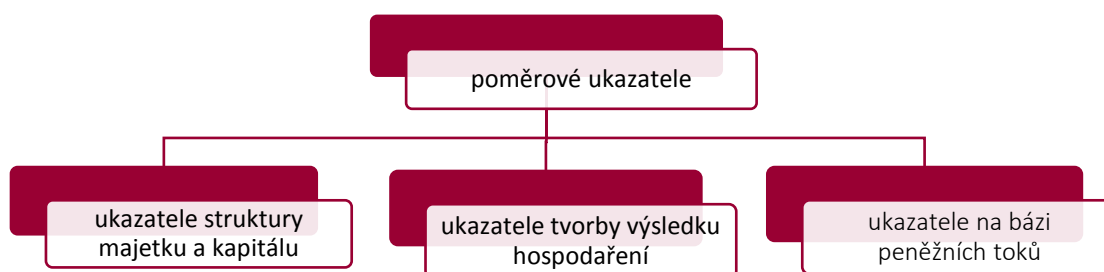 poměrové ukazatele
ukazatele struktury
majetku a kapitálu
ukazatele tvorby výsledku
hospodaření
ukazatele na bázi
peněžních toků